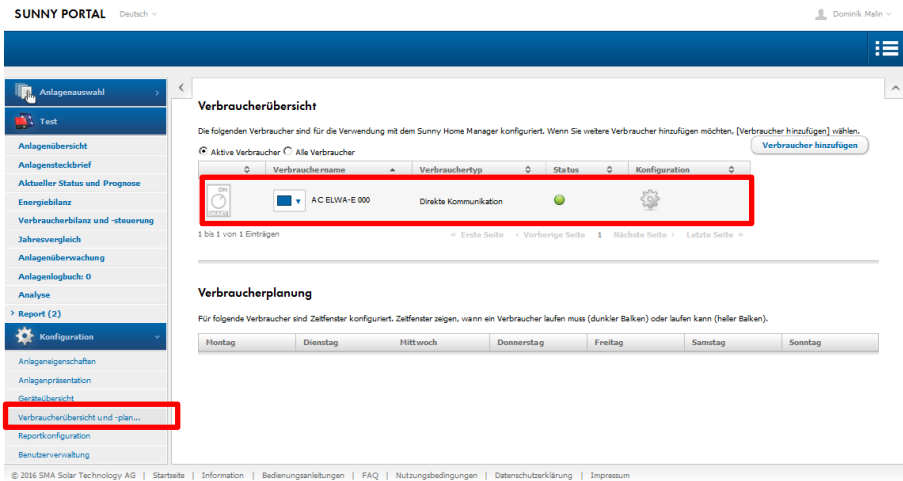 SUNNY PORTAL Deutsch
Dominik Malin
Anlagenauswahl
Test
Anlagenübersicht
Anlagensteckbrief
Aktueller Status und Prognose
Energiebilanz
Verbraucherbilanz und -steuerung
Jahresvergleich
Anlagenüberwachung
Anlagenlogbuch: 0
Analyse
Report (2)
Konfiguration
Anlageneigenschaften
Anlagenpräsentation
Geräteübersicht
Verbraucherübersicht und -plan...
Reportkonfiguration
Benutzerverwaltung
Verbraucherübersicht
Die folgenden Verbraucher sind für die Verwendung mit dem Sunny Home Manager konfiguriert. Wenn Sie weitere Verbraucher hinzufügen möchten, [Verbraucher hinzufügen] wählen.
Verbraucher hinzufügen
Aktive Verbraucher Alle Verbraucher
Verbrauchername Verbrauchertyp Status Konfiguration
ON
AC ELWA-E 000 Direkte Kommunikation
1 bis 1 von 1 Einträgen
« Erste Seite ‹ Vorherige Seite 1 Nächste Seite › Letzte Seite »
Verbraucherplanung
Für folgende Verbraucher sind Zeitfenster konfiguriert. Zeitfenster zeigen, wann ein Verbraucher laufen muss (dunkler Balken) oder laufen kann (heller Balken).
Montag Dienstag Mittwoch Donnerstag Freitag Samstag Sonntag
© 2016 SMA Solar Technology AG | Startseite | Information | Bedienungsanleitungen | FAQ | Nutzungsbedingungen | Datenschutzerklärung | Impressum